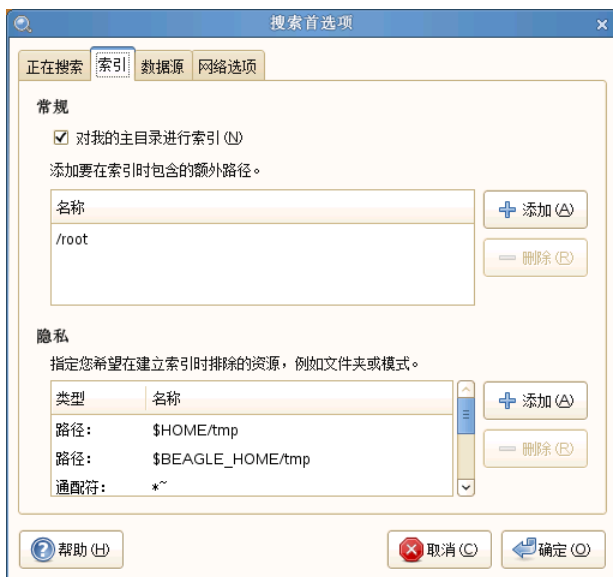 搜索首选项
正在搜索 索引 数据源 网络选项
常规
对我的主目录进行索引(N)
添加要在索引时包含的额外路径。
名称
添加(A)
/root
删除(R)
隐私
指定您希望在建立索引时排除的资源，例如文件夹或模式。
类型 名称
添加(A)
路径： $HOME/tmp
路径： $BEAGLE_HOME/tmp
删除(R)
通配符： *~
帮助(H) 取消(C) 确定(O)